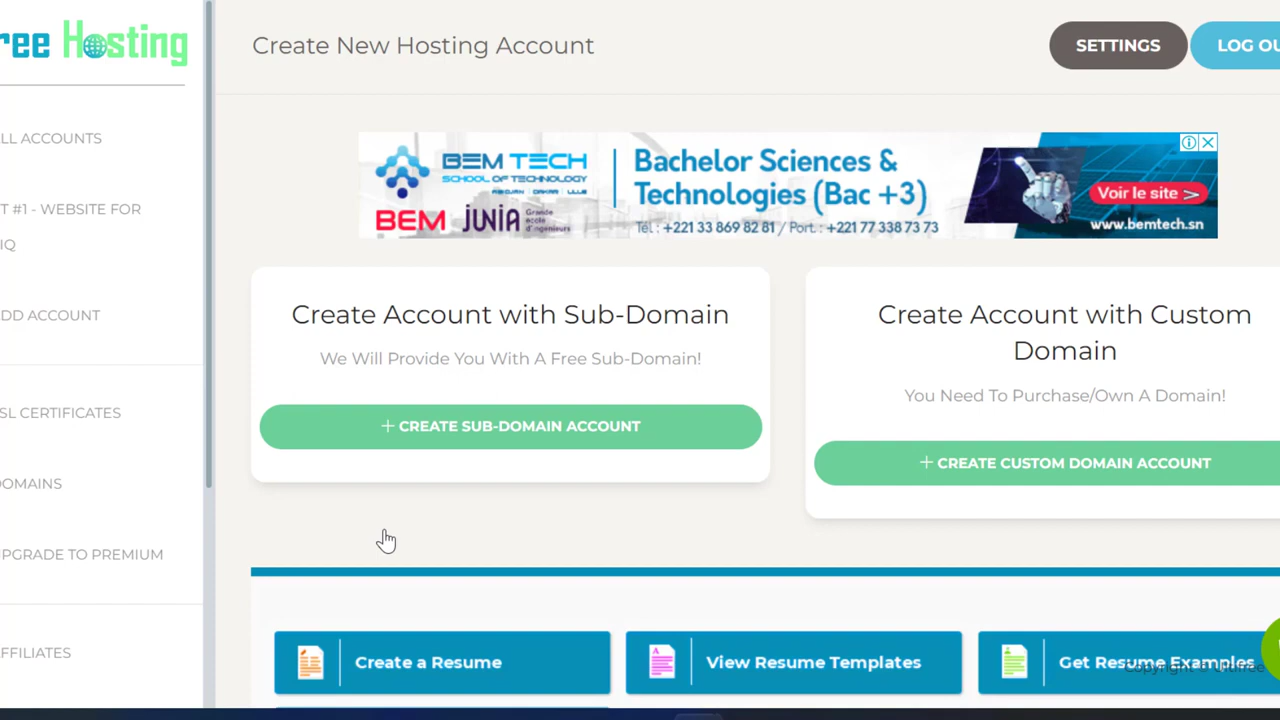 ree Hosting
Create New Hosting Account
SETTINGS
LOG OU
LL ACCOUNTS
T #1 - WEBSITE FOR
IQ
DD ACCOUNT
SL CERTIFICATES
OMAINS
PGRADE TO PREMIUM
FFILIATES
BEM TECH
SCHOOL OF TECHNOLOGY
BEM JUNIA Grande école d'ingénieurs
Bachelor Sciences &
Technologies (Bac +3)
Tél : +221 33 869 82 81 / Port. : +221 77 338 73 73
Voir le site >
www.bemtech.sn
Create Account with Sub-Domain
We Will Provide You With A Free Sub-Domain!
+ CREATE SUB-DOMAIN ACCOUNT
Create Account with Custom
Domain
You Need To Purchase/Own A Domain!
+ CREATE CUSTOM DOMAIN ACCOUNT
Create a Resume
View Resume Templates
Get Resume Examples